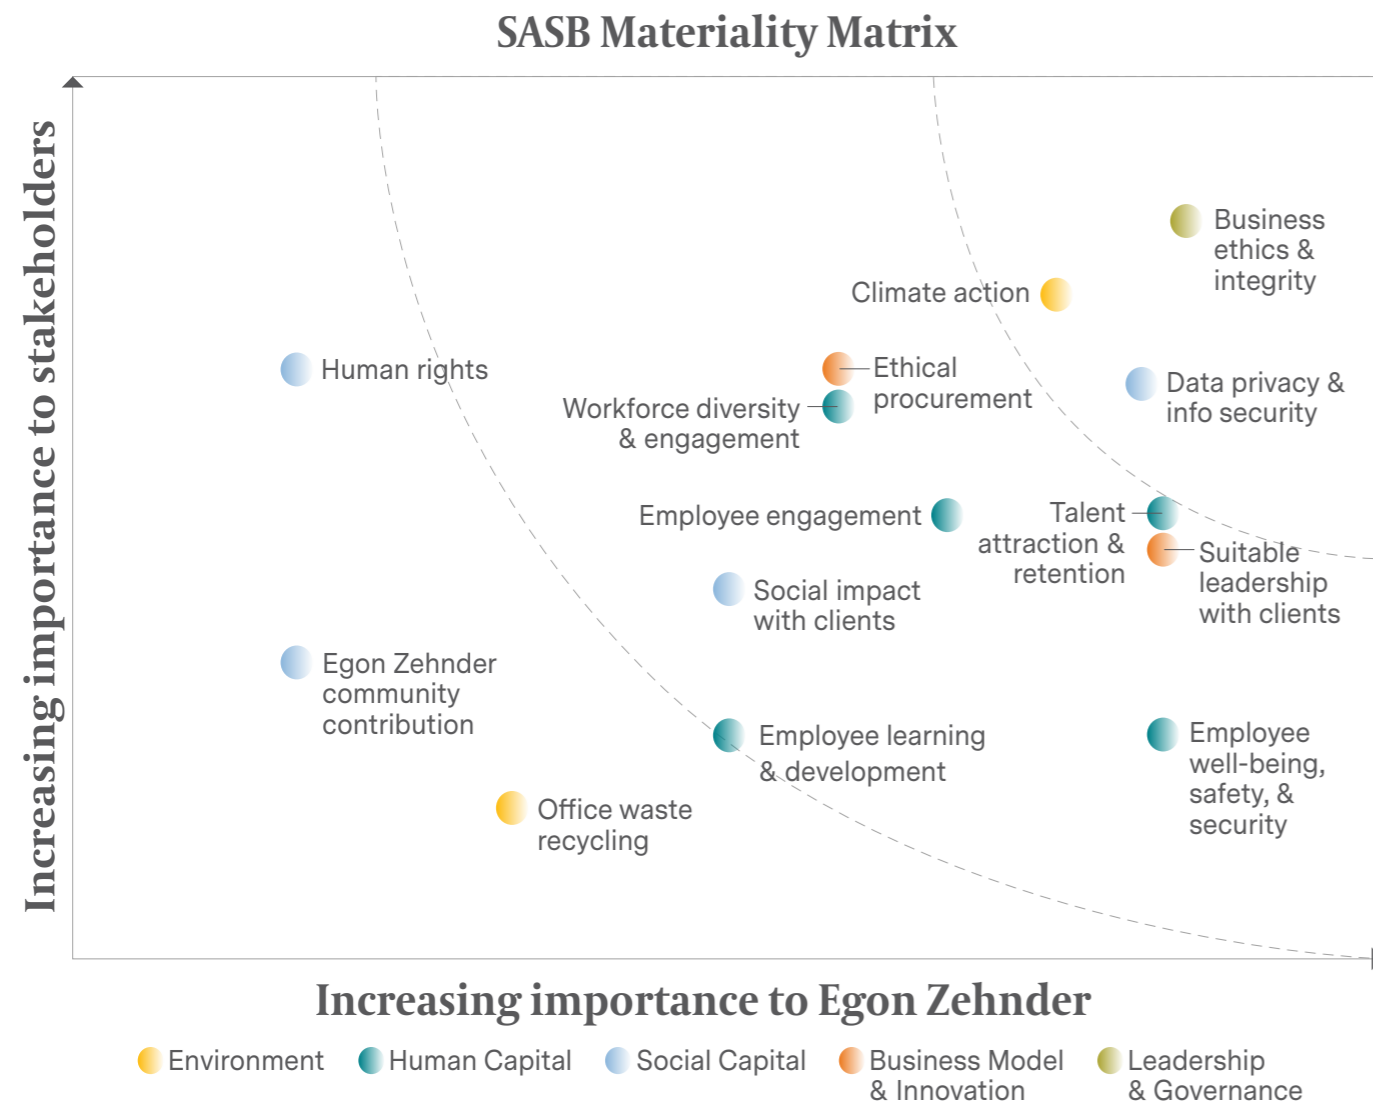 SASB Materiality Matrix
Increasing importance to stakeholders
Business
ethics &
integrity
Climate action
Human rights
Ethical
procurement
Workforce diversity
& engagement
Data privacy &
info security
Employee engagement
Talent
attraction &
retention
Suitable
leadership
with clients
Social impact
with clients
Egon Zehnder
community
contribution
Employee learning
& development
Employee
well-being,
safety, &
security
Office waste
recycling
Increasing importance to Egon Zehnder
Environment
Human Capital
Social Capital
Business Model
& Innovation
Leadership
& Governance